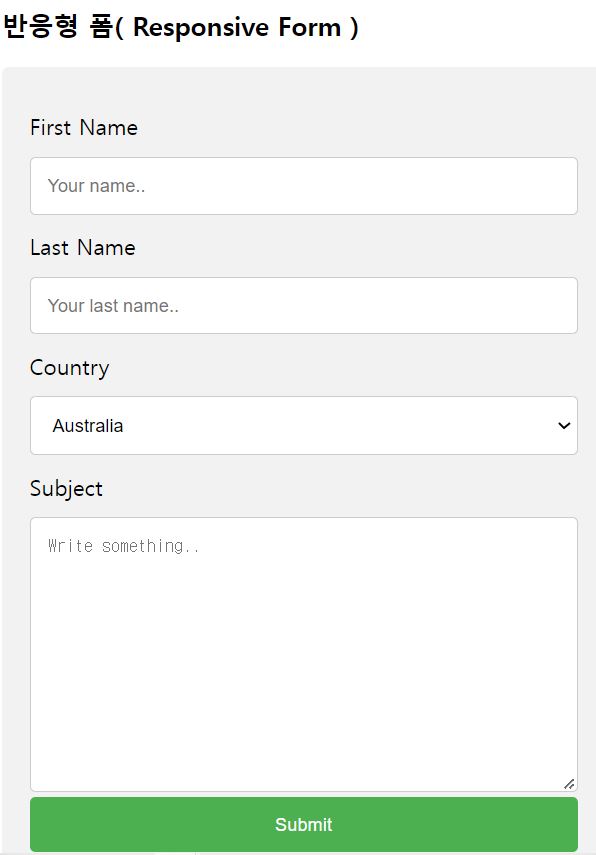 반응형 폼( Responsive Form )
First Name
Your name..
Last Name
Your last name..
Country
Australia
Subject
Write something..
Submit